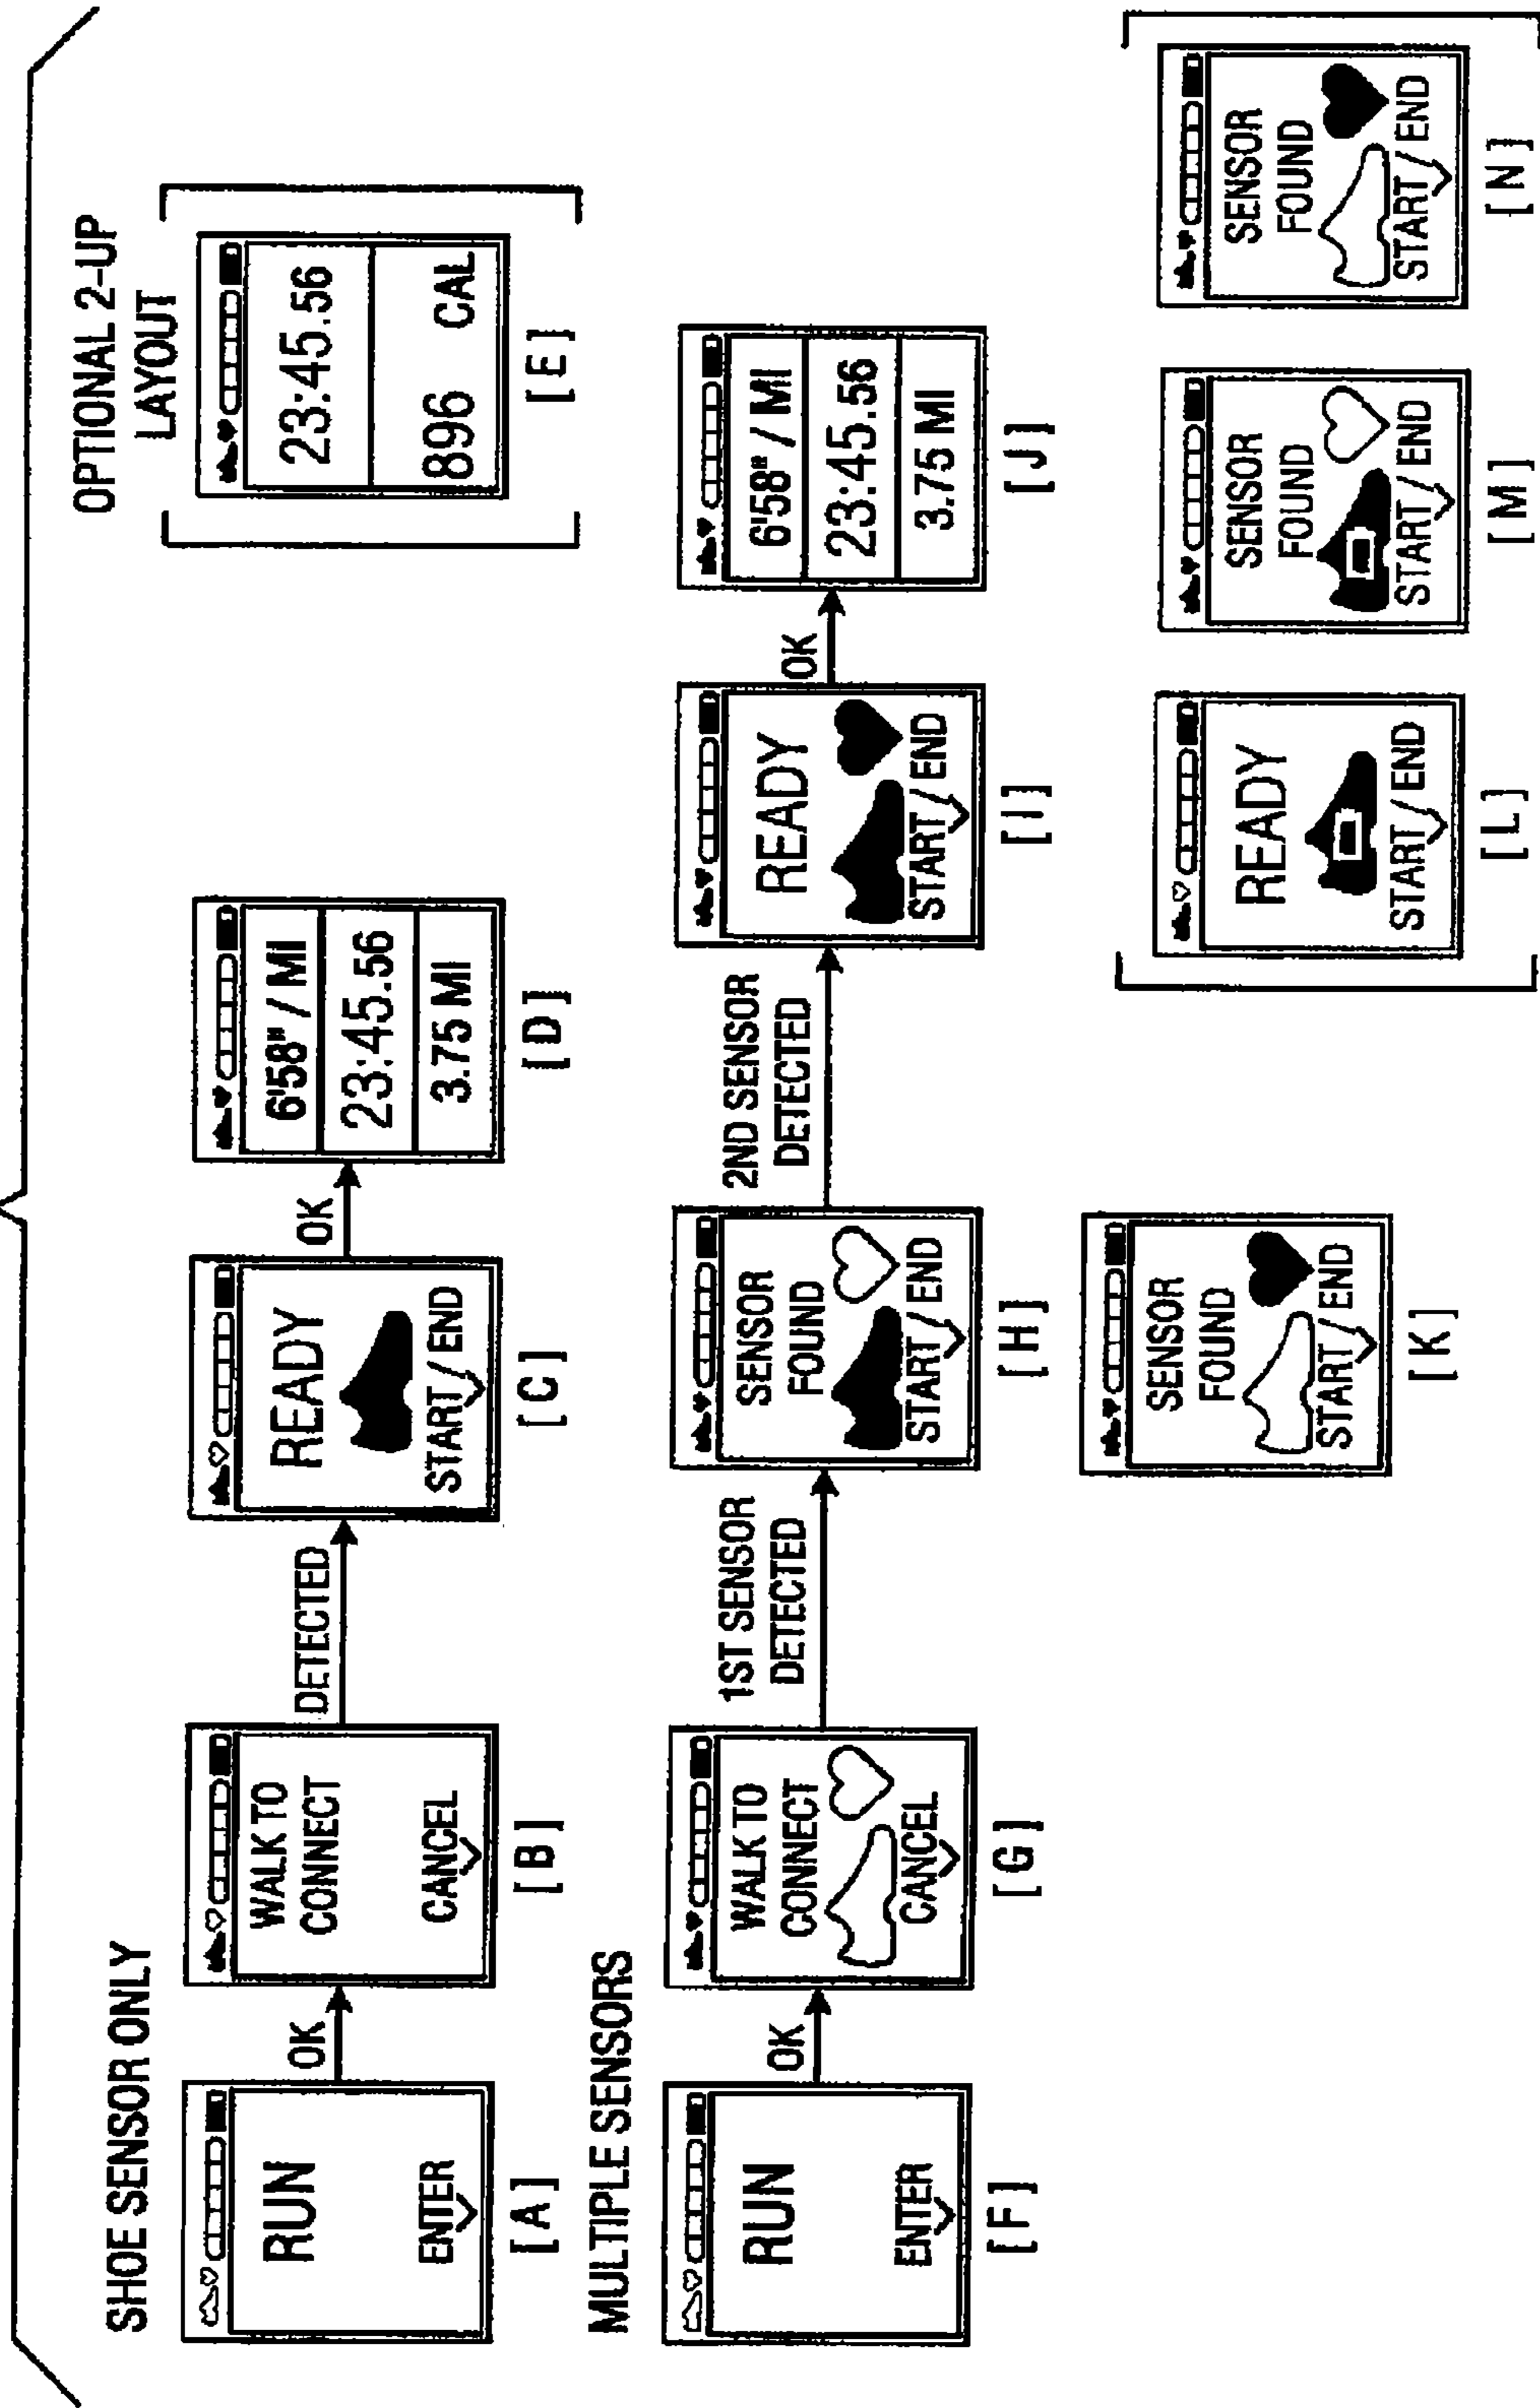 SHOE SENSOR ONLY
RUN
ENTER
[A]
OK
WALK TO
CONNECT
CANCEL
[B]
DETECTED
READY
START / END
[C]
OK
6'58" / MI
23:45.56
3.75 MI
[D]
OPTIONAL 2-UP
LAYOUT
23:45.56
896 CAL
[E]
MULTIPLE SENSORS
RUN
ENTER
[F]
OK
WALK TO
CONNECT
CANCEL
[G]
1ST SENSOR
DETECTED
SENSOR
FOUND
START / END
[H]
2ND SENSOR
DETECTED
READY
START / END
[I]
OK
6'58" / MI
23:45.56
3.75 MI
[J]
SENSOR
FOUND
START / END
[K]
READY
START / END
[L]
SENSOR
FOUND
START / END
[M]
SENSOR
FOUND
START / END
[N]